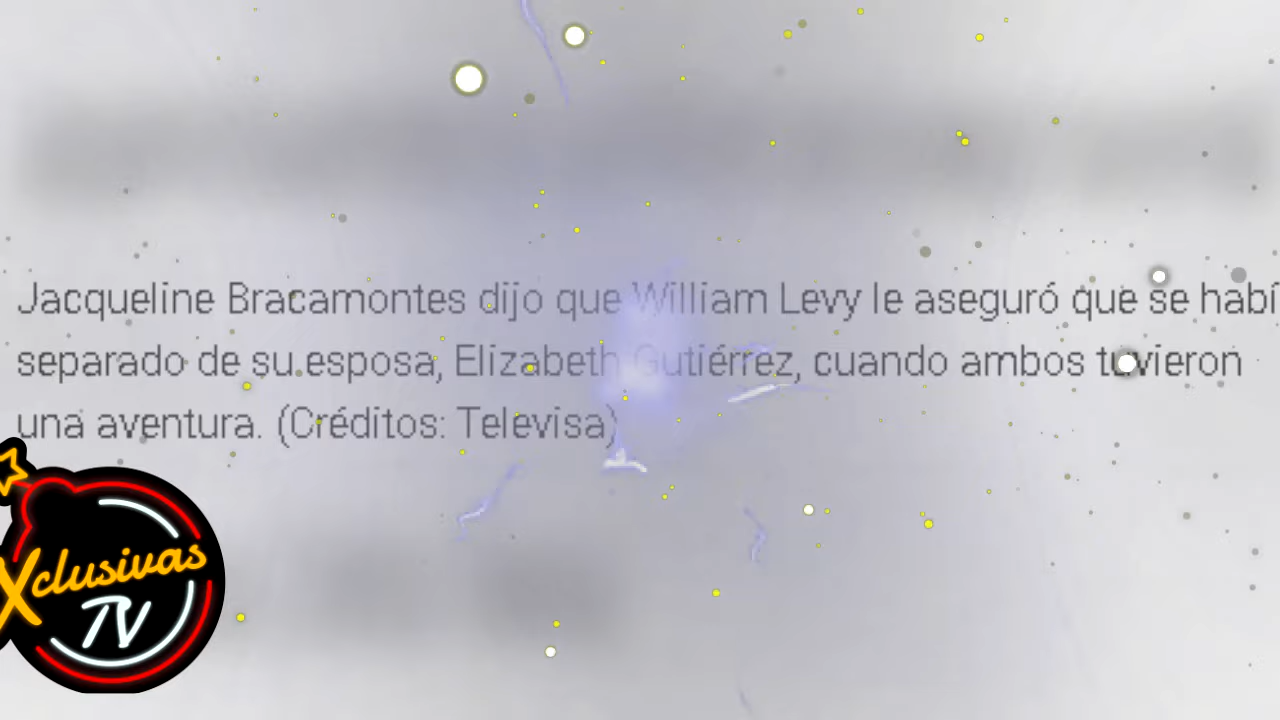 Jacqueline Bracamontes dijo que William Levy le aseguró que se habí
separado de su esposa, Elizabeth Gutiérrez, cuando ambos tuvieron
una aventura. (Créditos: Televisa)
Xclusivas
TV